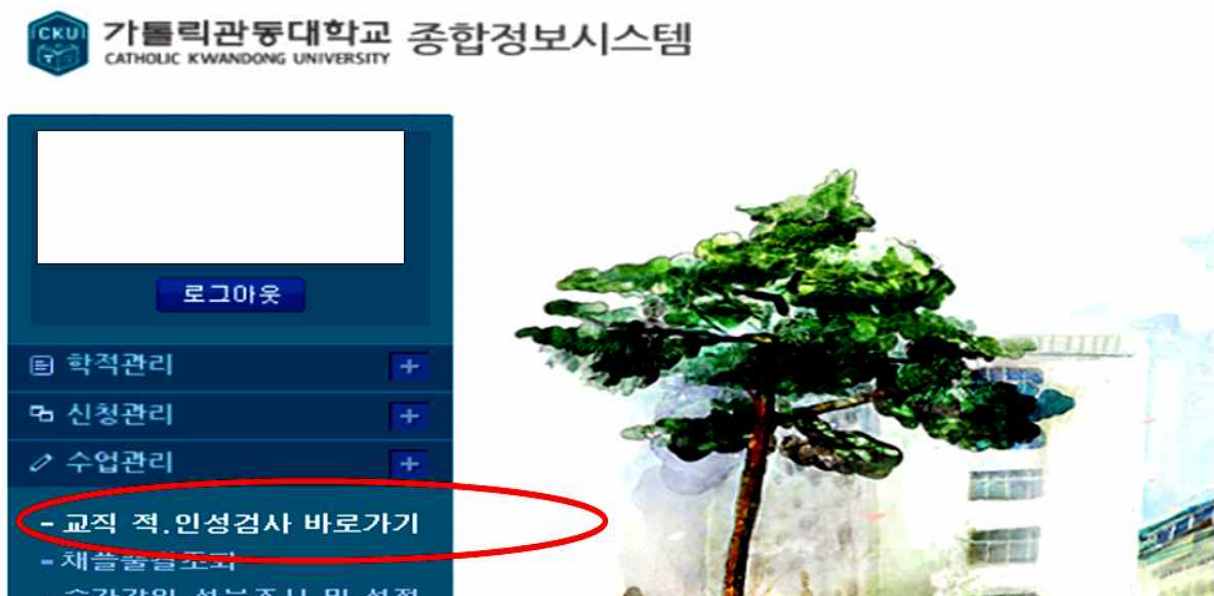 CKU
가톨릭관동대학교 종합정보시스템
CATHOLIC KWANDONG UNIVERSITY
로그아웃
학적관리
신청관리
수업관리
- 교직 적.인성검사 바로가기